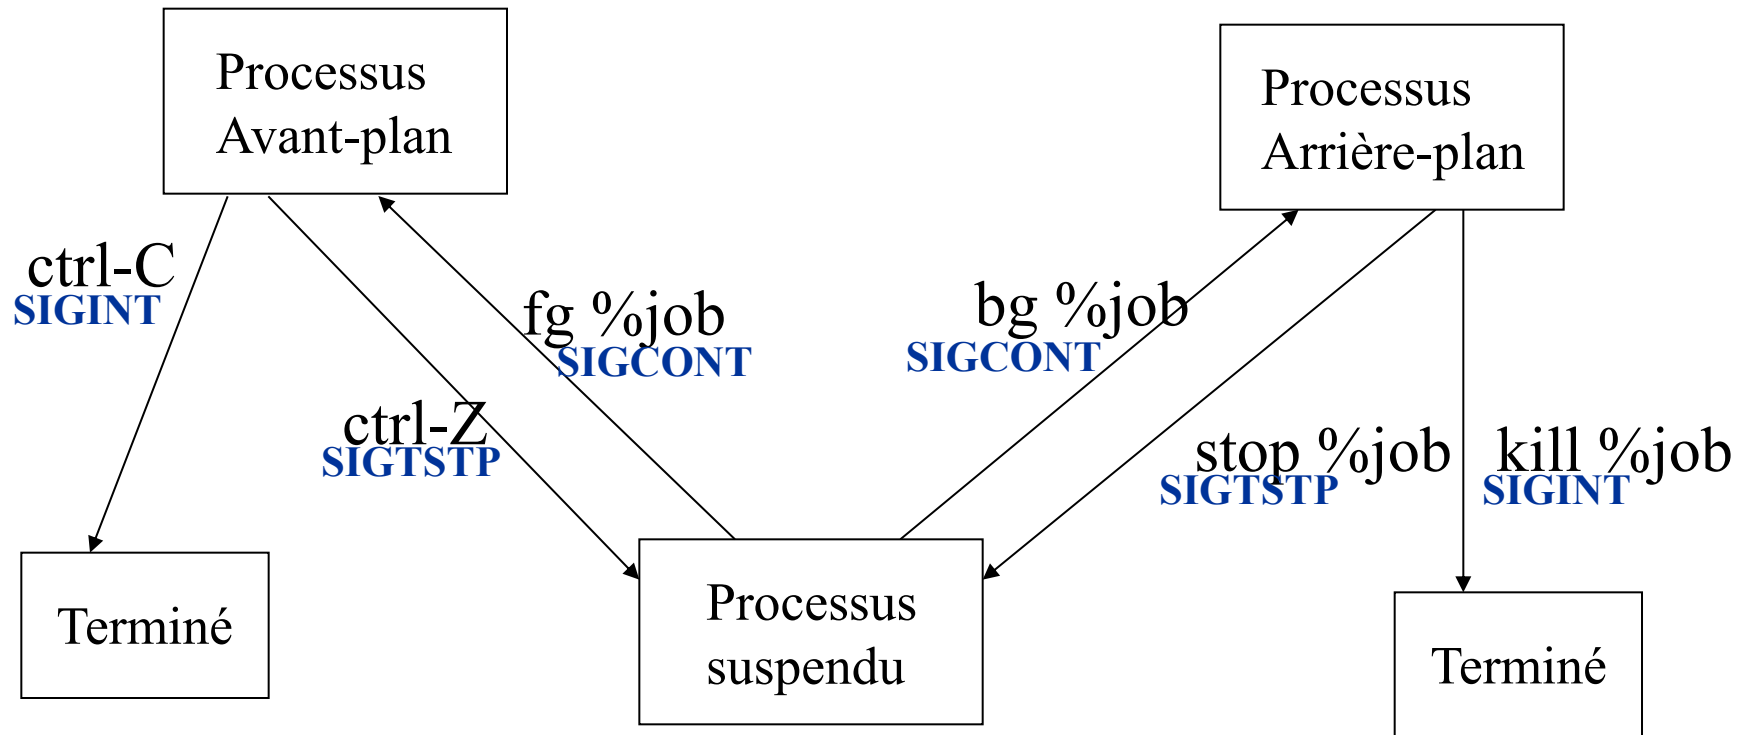 Processus
Avant-plan
Processus
Arrière-plan
ctrl-C
SIGINT
fg %job
SIGCONT
bg %job
SIGCONT
ctrl-Z
SIGTSTP
stop %job
SIGTSTP
kill %job
SIGINT
Terminé
Processus
suspendu
Terminé